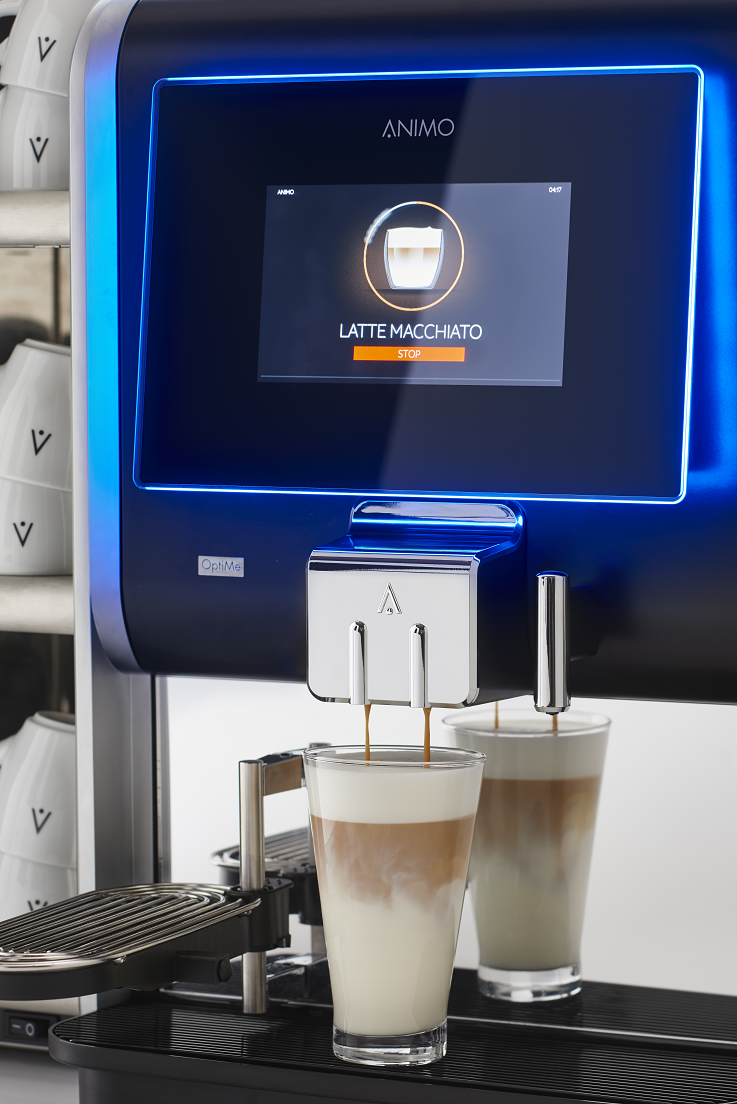 ANIMO
ANIMO 04:17
LATTE MACCHIATO
STOP
OptiMe